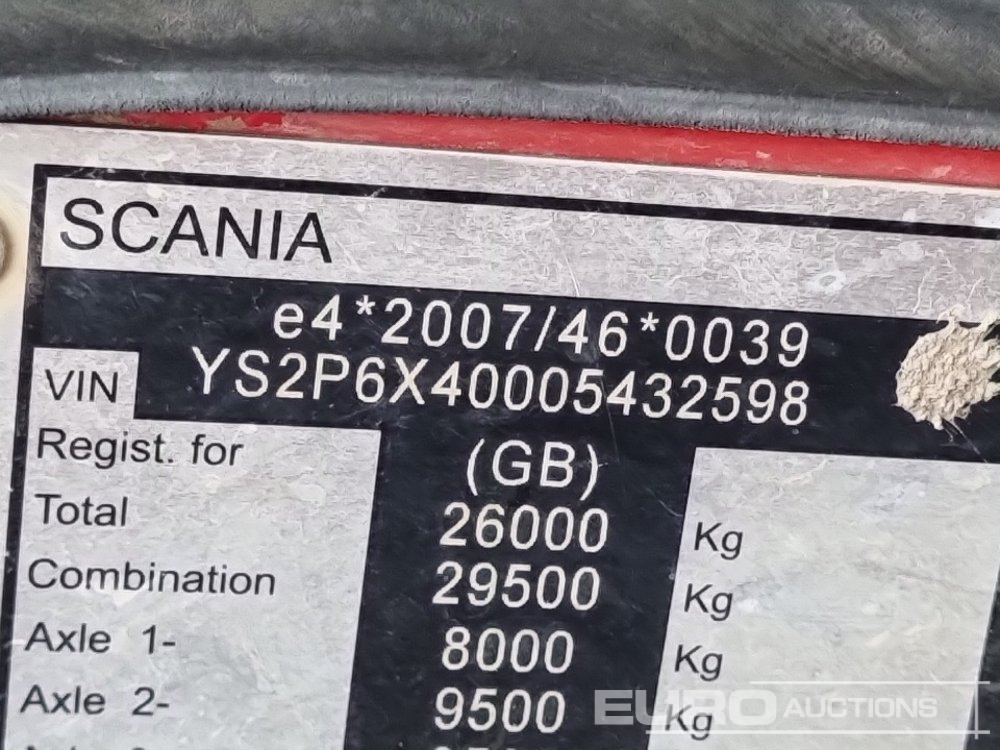 SCANIA
e4*2007/46*0039
VIN YS2P6X40005432598
Regist. for (GB)
Total 26000 Kg
Combination 29500 Kg
Axle 1- 8000 Kg
Axle 2- 9500 Kg
EURO AUCTIONS